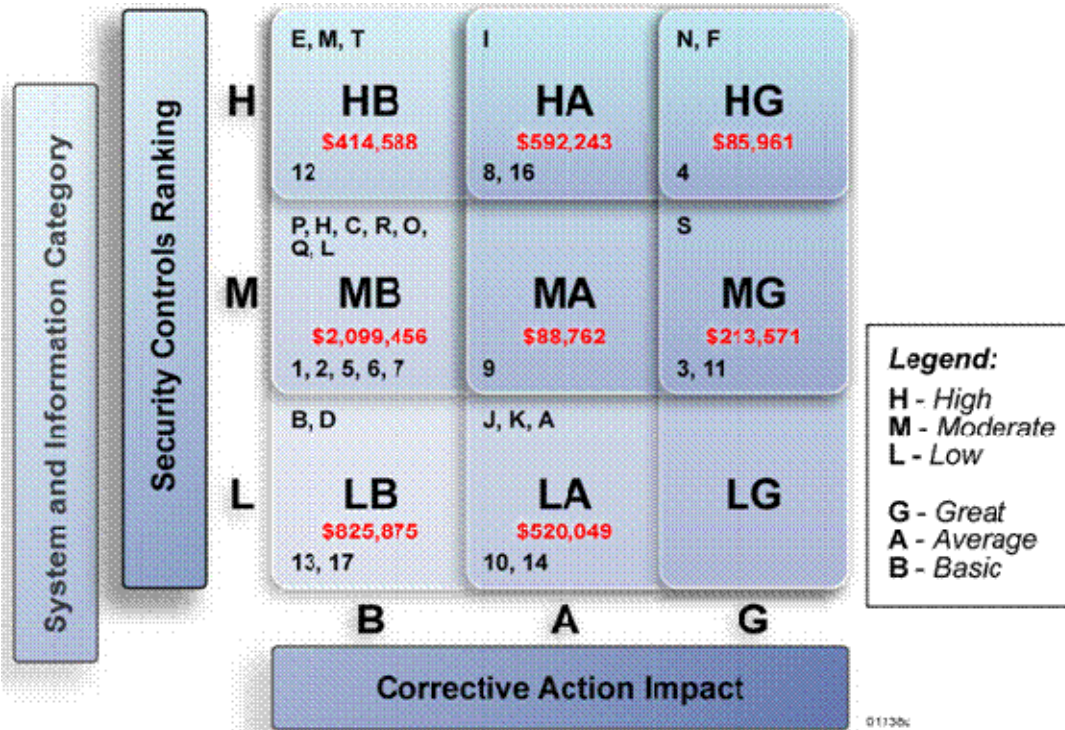 System and Information Category
Security Controls Ranking
H
E, M, T
HB
$414,588
12
I
HA
$592,243
8, 16
N, F
HG
$85,961
4
M
P, H, C, R, O,
Q, L
MB
$2,099,456
1, 2, 5, 6, 7
MA
$88,762
9
S
MG
$213,571
3, 11
L
B, D
LB
$825,875
13, 17
J, K, A
LA
$520,049
10, 14
LG
B
A
G
Corrective Action Impact
Legend:
H - High
M - Moderate
L - Low
G - Great
A - Average
B - Basic